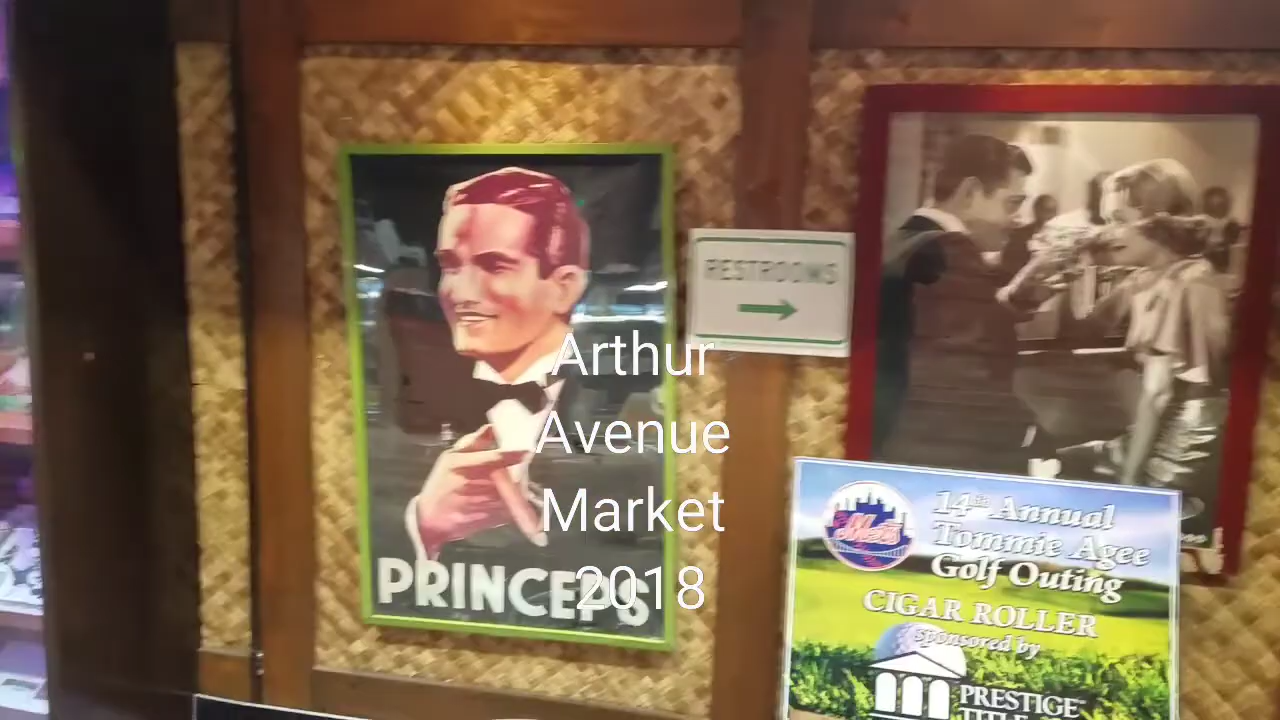 RESTROOMS
Arthur
Avenue
Market
2018
PRINCEPS
Mets
14th Annual
Tommie Agee
Golf Outing
CIGAR ROLLER
sponsored by
PRESTIGE